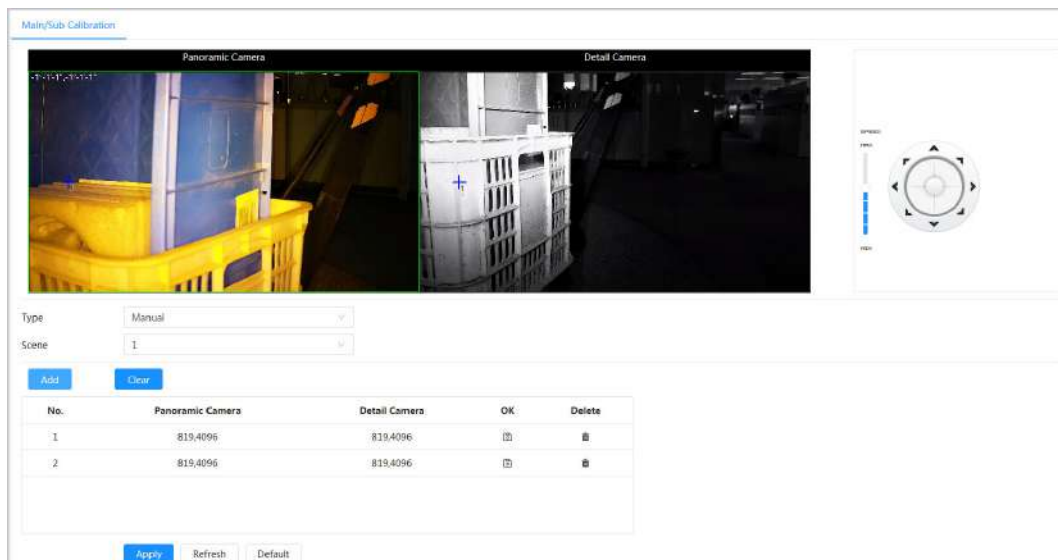 Main/Sub Calibration
Panoramic Camera
Detail Camera
Type
Manual
Scene
1
Add
Clear
No. Panoramic Camera Detail Camera OK Delete
1 819,4096 819,4096
2 819,4096 819,4096
Apply Refresh Default